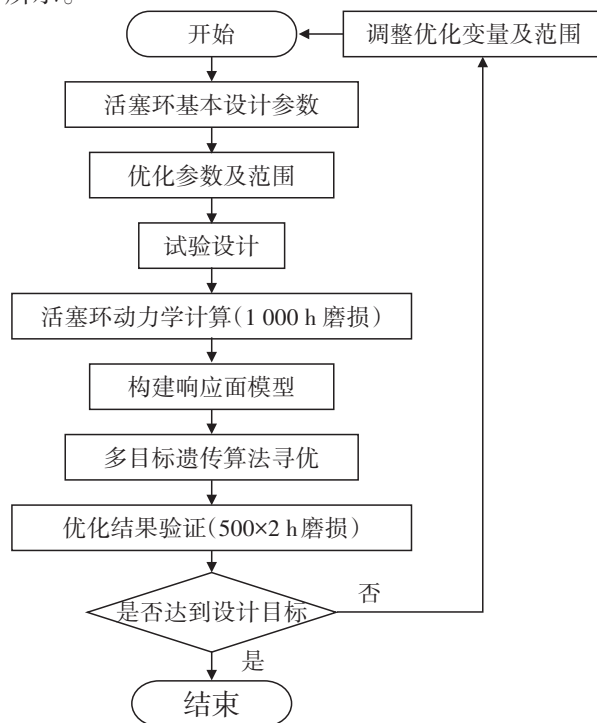 所示。
开始
调整优化变量及范围
活塞环基本设计参数
优化参数及范围
试验设计
活塞环动力学计算(1 000 h 磨损)
构建响应面模型
多目标遗传算法寻优
优化结果验证(500×2 h磨损)
是否达到设计目标
否
是
结束